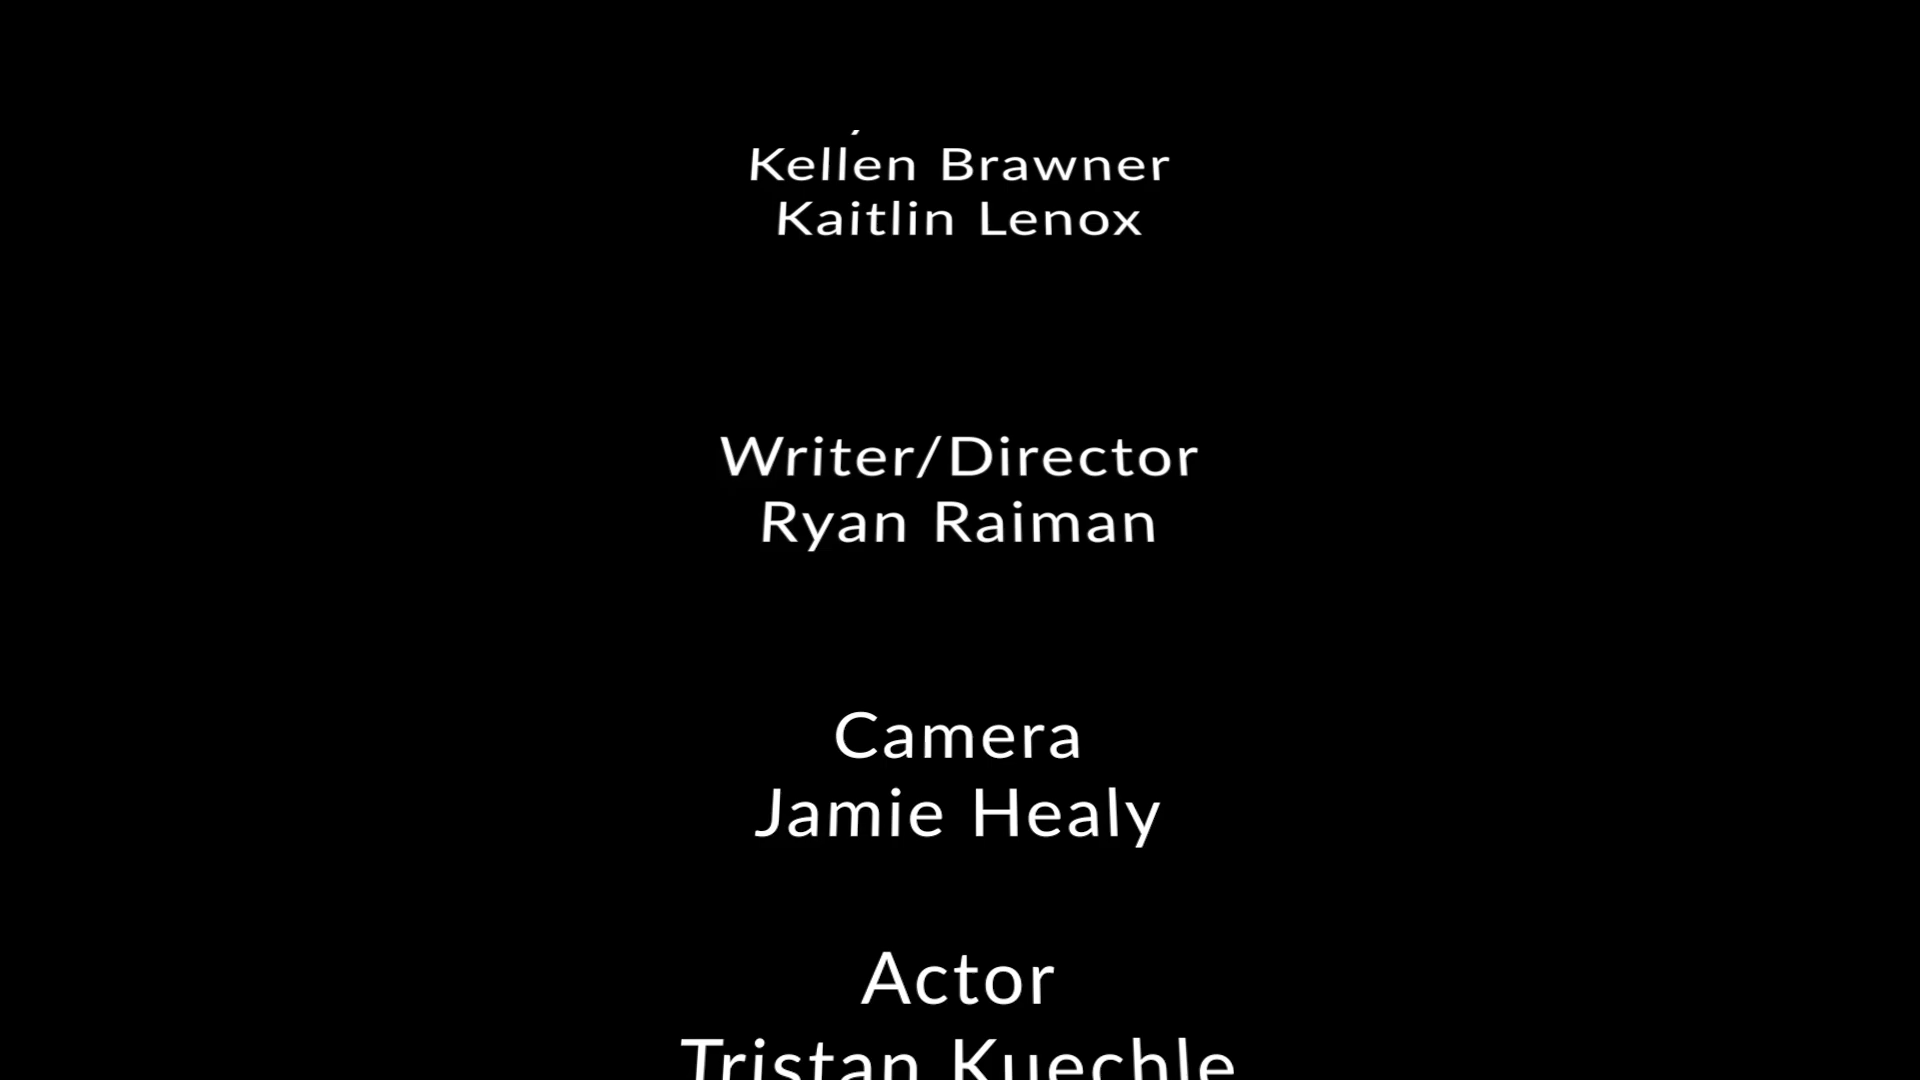 Kellen Brawner
Kaitlin Lenox
Writer/Director
Ryan Raiman
Camera
Jamie Healy
Actor
Tristan Kuechle